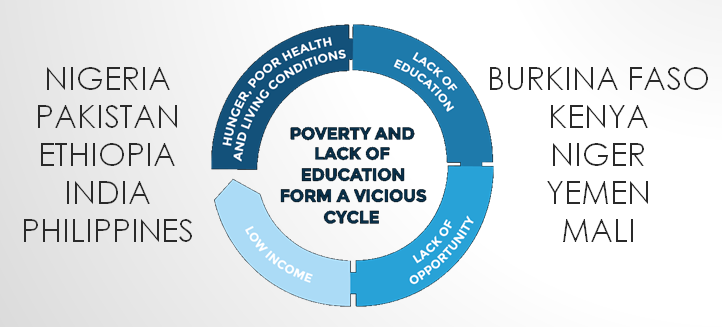 NIGERIA
PAKISTAN
ETHIOPIA
INDIA
PHILIPPINES
HUNGER, POOR HEALTH
AND LIVING CONDITIONS
LACK OF
EDUCATION
LACK OF
OPPORTUNITY
LOW INCOME
POVERTY AND
LACK OF
EDUCATION
FORM A VICIOUS
CYCLE
BURKINA FASO
KENYA
NIGER
YEMEN
MALI